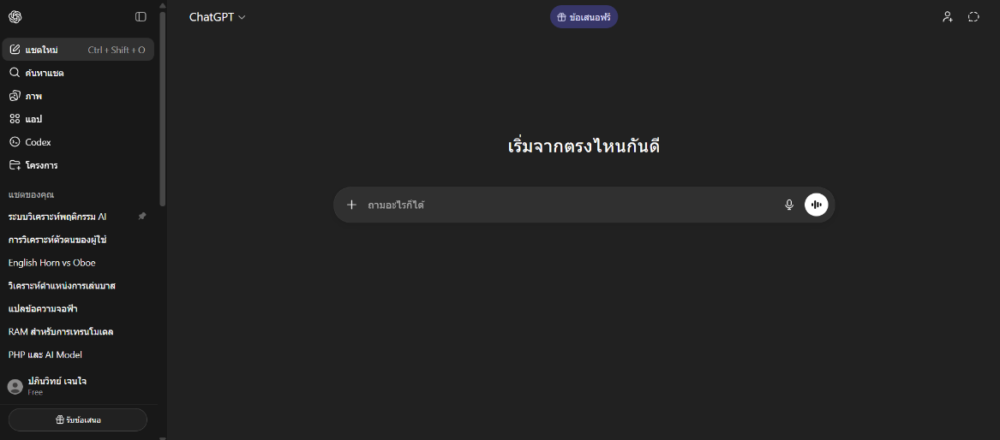 ChatGPT
ข้อเสนอฟรี
แชตใหม่ Ctrl + Shift + O
ค้นหาแชต
ภาพ
แอป
Codex
โครงการ
แชตของคุณ
ระบบวิเคราะห์พฤติกรรม AI
การวิเคราะห์ตัวตนของผู้ใช้
English Horn vs Oboe
วิเคราะห์ตำแหน่งการเล่นบาส
แปลข้อความจอฟ้า
RAM สำหรับการเทรนโมเดล
PHP และ AI Model
ปภินวิทย์ เจนใจ
Free
รับข้อเสนอ
เริ่มจากตรงไหนกันดี
ถามอะไรก็ได้